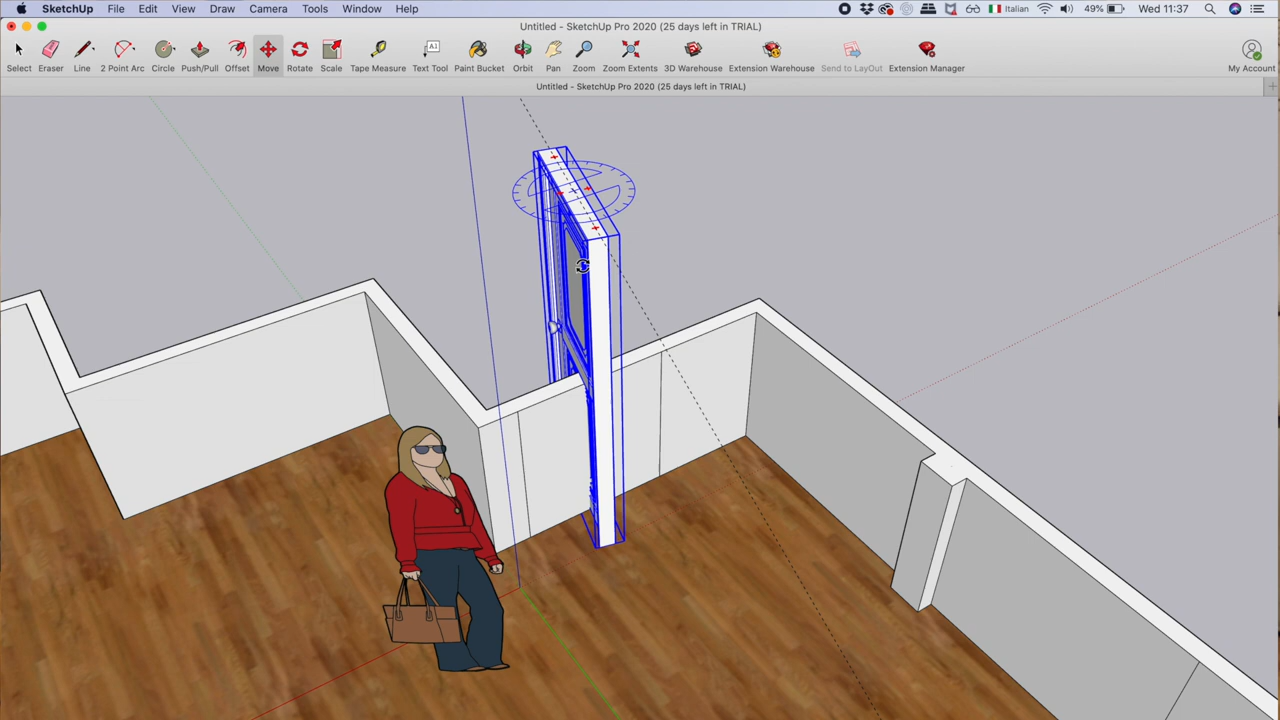 SketchUp File Edit View Draw Camera Tools Window Help Italian 49% Wed 11:37
Untitled - SketchUp Pro 2020 (25 days left in TRIAL)
Select Eraser Line 2 Point Arc Circle Push/Pull Offset Move Rotate Scale Tape Measure A1 Text Tool Paint Bucket Orbit Pan Zoom Zoom Extents 3D Warehouse Extension Warehouse Send to LayOut Extension Manager My Account
Untitled - SketchUp Pro 2020 (25 days left in TRIAL)